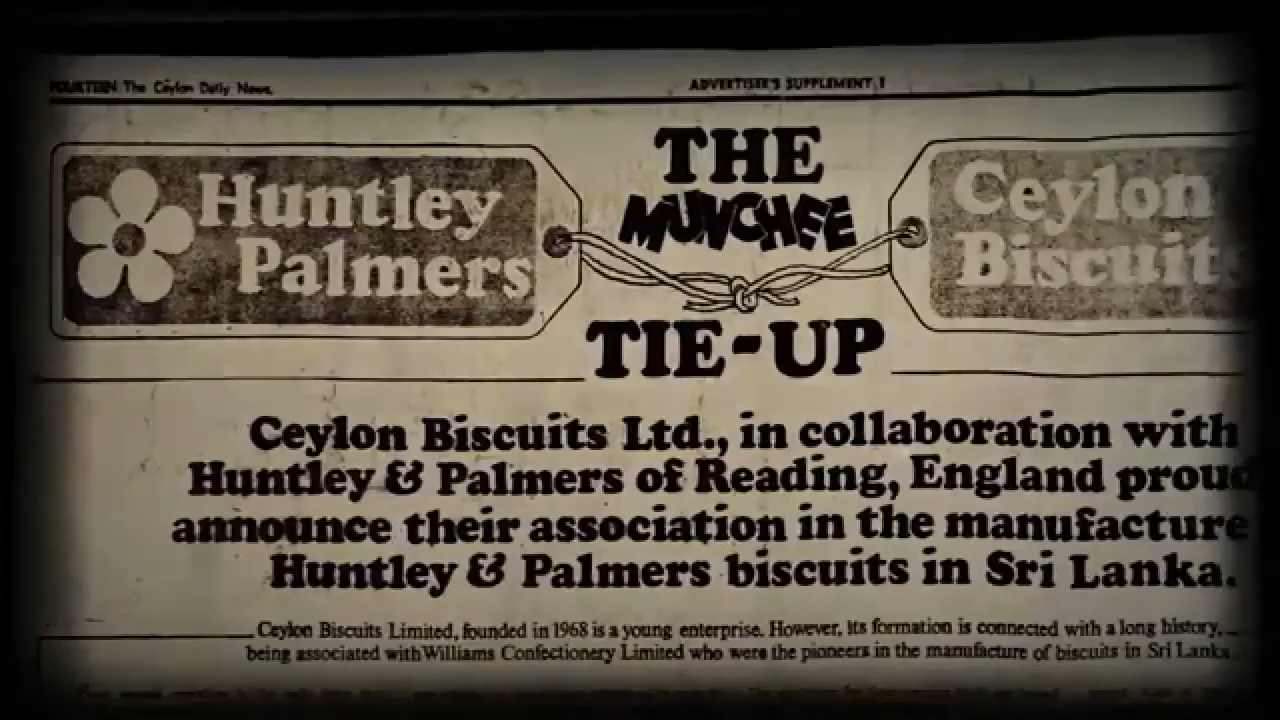 FOURTEEN The Ceylon Daily News,
ADVERTISER'S SUPPLEMENT, I
Huntley
Palmers
THE
MUNCHEE
TIE-UP
Ceylon
Biscuits
Ceylon Biscuits Ltd., in collaboration with
Huntley & Palmers of Reading, England proud
announce their association in the manufacture
Huntley & Palmers biscuits in Sri Lanka.
Ceylon Biscuits Limited, founded in 1968 is a young enterprise. However, its formation is connected with a long history,
being associated with Williams Confectionery Limited who were the pioneers in the manufacture of biscuits in Sri Lanka